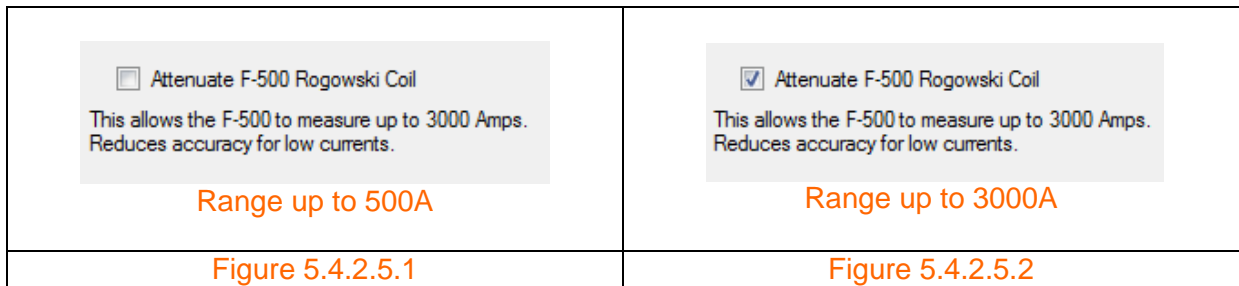 Attenuate F-500 Rogowski Coil
This allows the F-500 to measure up to 3000 Amps.
Reduces accuracy for low currents.
Range up to 500A
Figure 5.4.2.5.1
Attenuate F-500 Rogowski Coil
This allows the F-500 to measure up to 3000 Amps.
Reduces accuracy for low currents.
Range up to 3000A
Figure 5.4.2.5.2